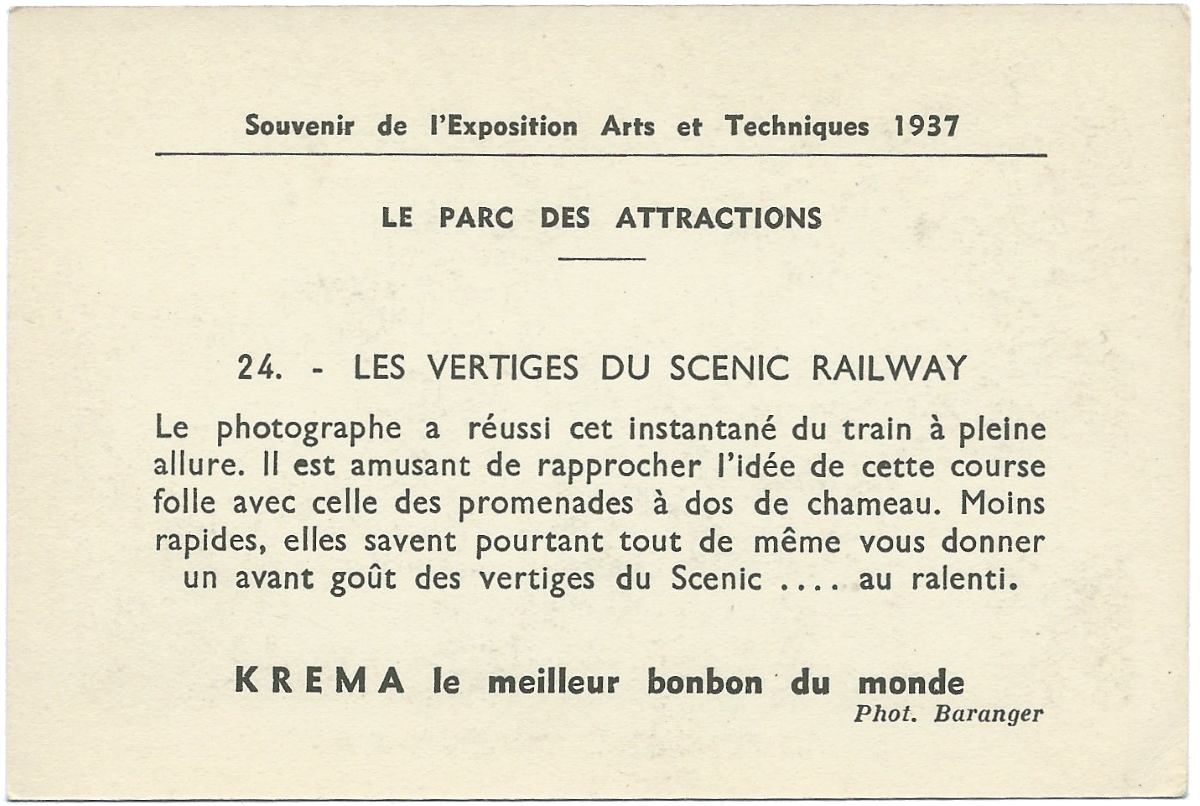 Souvenir de l'Exposition Arts et Techniques 1937
LE PARC DES ATTRACTIONS
24. - LES VERTIGES DU SCENIC RAILWAY
Le photographe a réussi cet instantané du train à pleine
allure. Il est amusant de rapprocher l'idée de cette course
folle avec celle des promenades à dos de chameau. Moins
rapides, elles savent pourtant tout de même vous donner
un avant goût des vertiges du Scenic .... au ralenti.
KREMA le meilleur bonbon du monde
Phot. Baranger